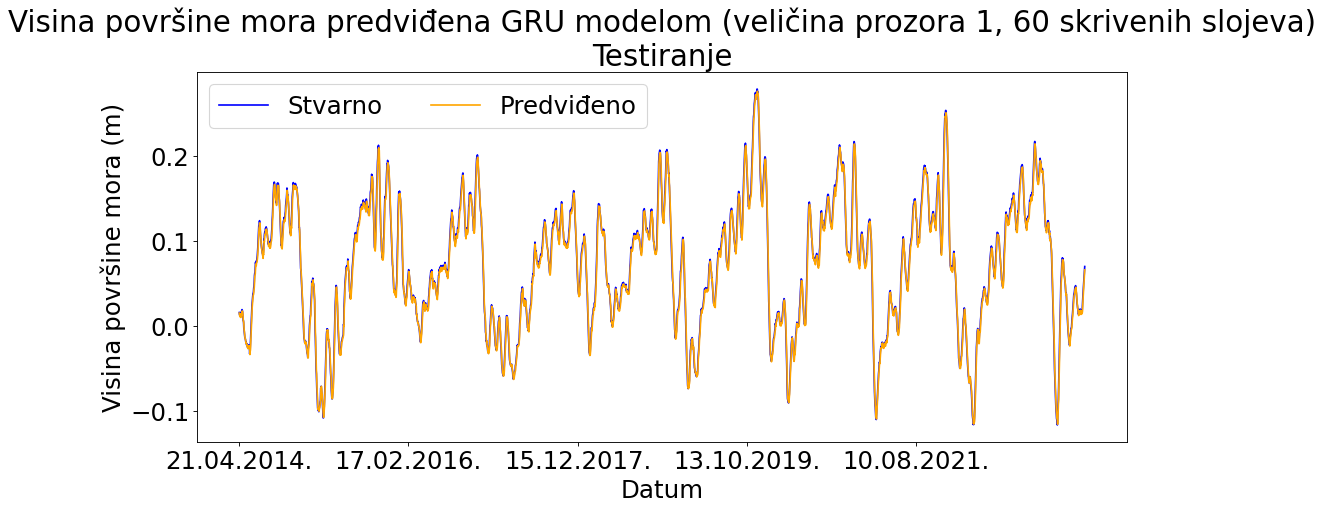 Visina površine mora predviđena GRU modelom (veličina prozora 1, 60 skrivenih slojeva)
Testiranje
Stvarno Predviđeno
Visina površine mora (m)
0.2
0.1
0.0
−0.1
21.04.2014. 17.02.2016. 15.12.2017. 13.10.2019. 10.08.2021.
Datum